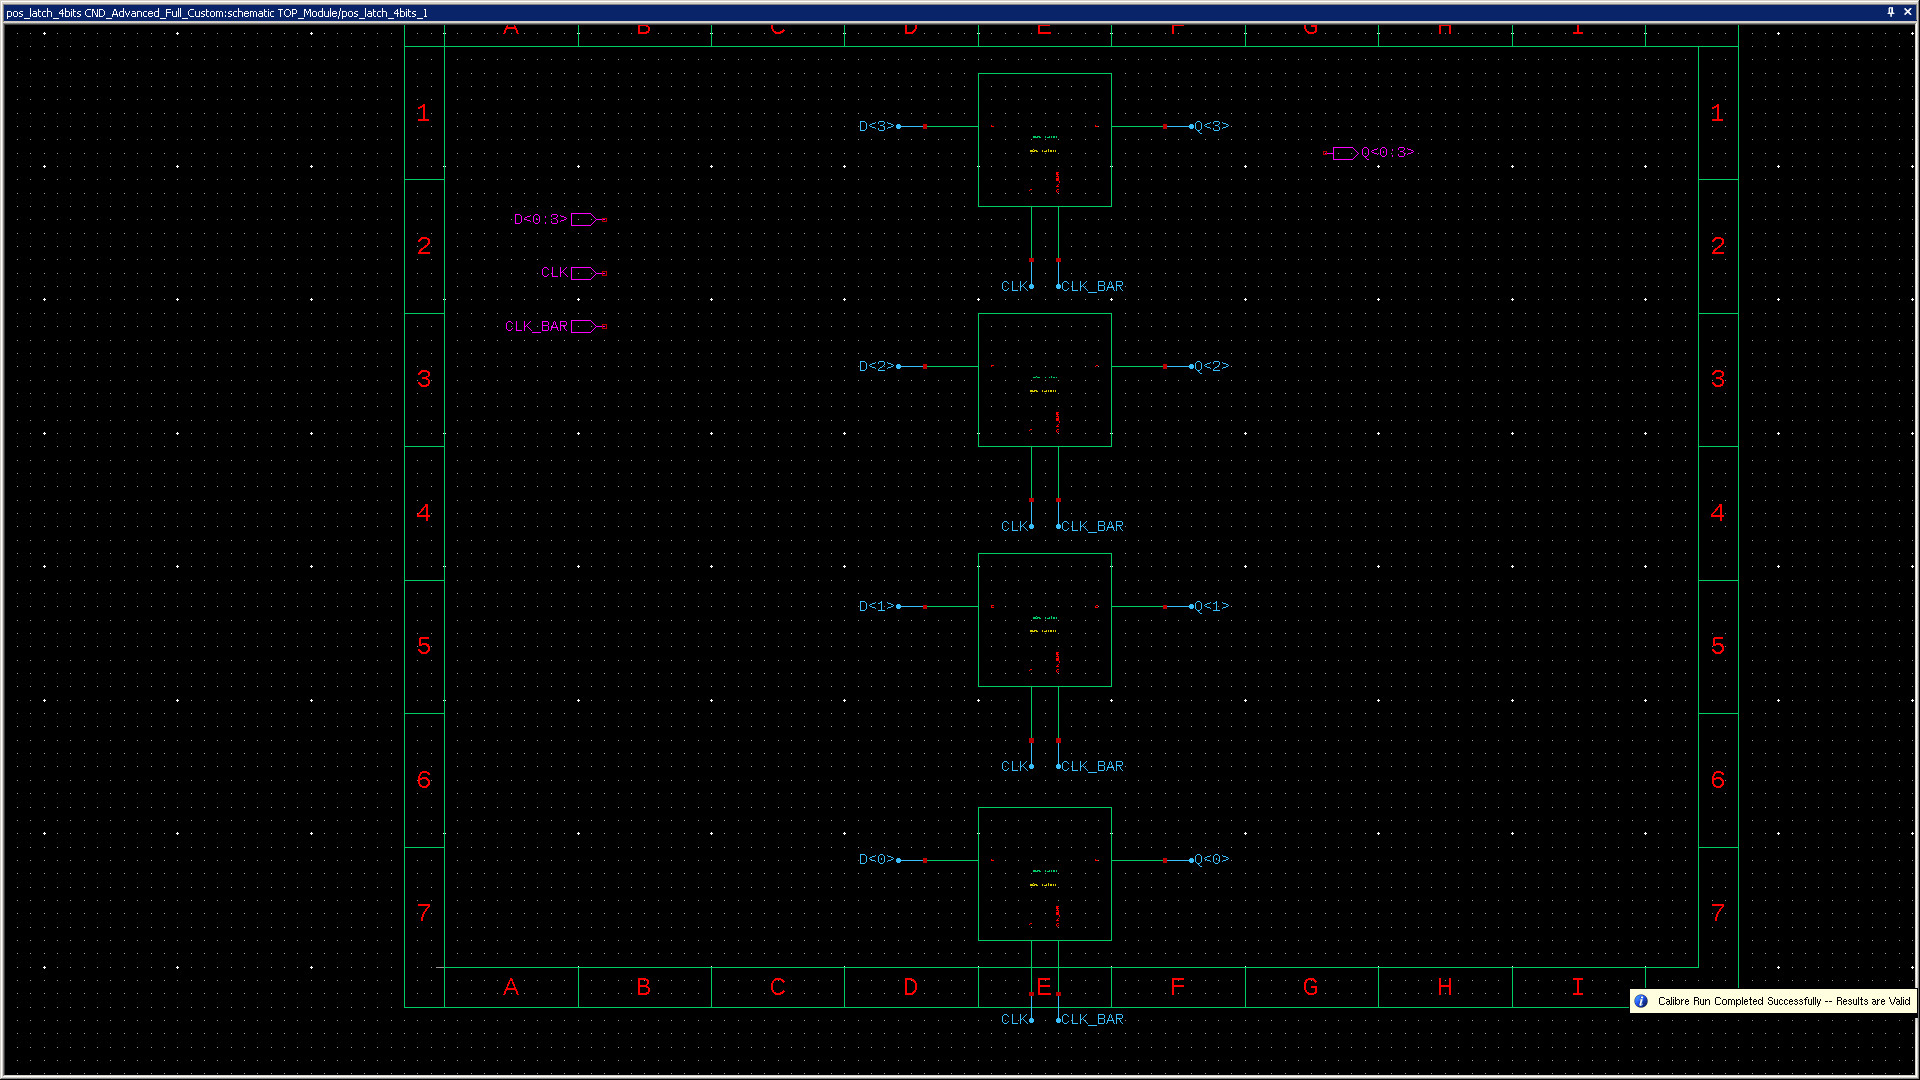 pos_latch_4bits CND_Advanced_Full_Custom:schematic TOP_Module/pos_latch_4bits_1
A B C D E F G H I
1 1
D<3> Q<3>
Q<0:3>
D<0:3>
2 2
CLK
CLK CLK_BAR
CLK_BAR
D<2> Q<2>
3 3
4 4
CLK CLK_BAR
D<1> Q<1>
5 5
CLK CLK_BAR
6 6
D<0> Q<0>
7 7
A B C D E F G H I
Calibre Run Completed Successfully -- Results are Valid
CLK CLK_BAR